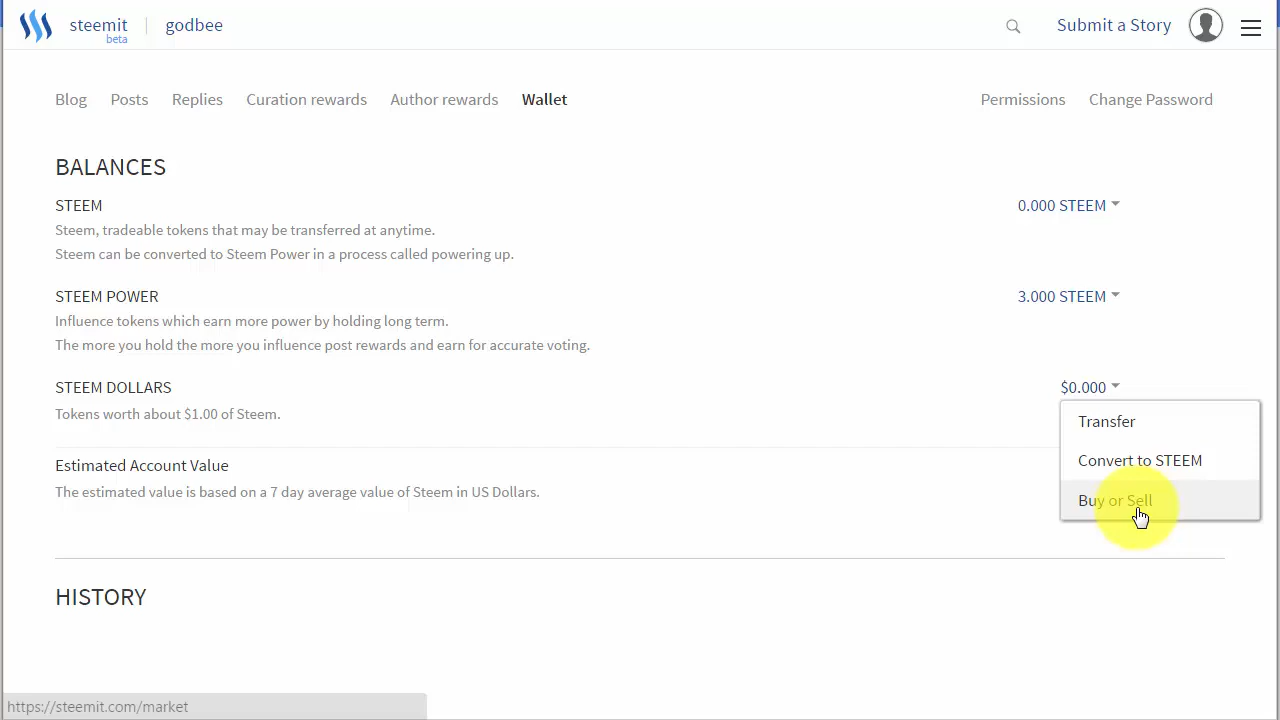 steemit godbee Submit a Story
beta
Blog Posts Replies Curation rewards Author rewards Wallet Permissions Change Password
BALANCES
STEEM 0.000 STEEM
Steem, tradeable tokens that may be transferred at anytime.
Steem can be converted to Steem Power in a process called powering up.
STEEM POWER 3.000 STEEM
Influence tokens which earn more power by holding long term.
The more you hold the more you influence post rewards and earn for accurate voting.
STEEM DOLLARS $0.000
Tokens worth about $1.00 of Steem.
Transfer
Convert to STEEM
Buy or Sell
Estimated Account Value
The estimated value is based on a 7 day average value of Steem in US Dollars.
HISTORY
https://steemit.com/market